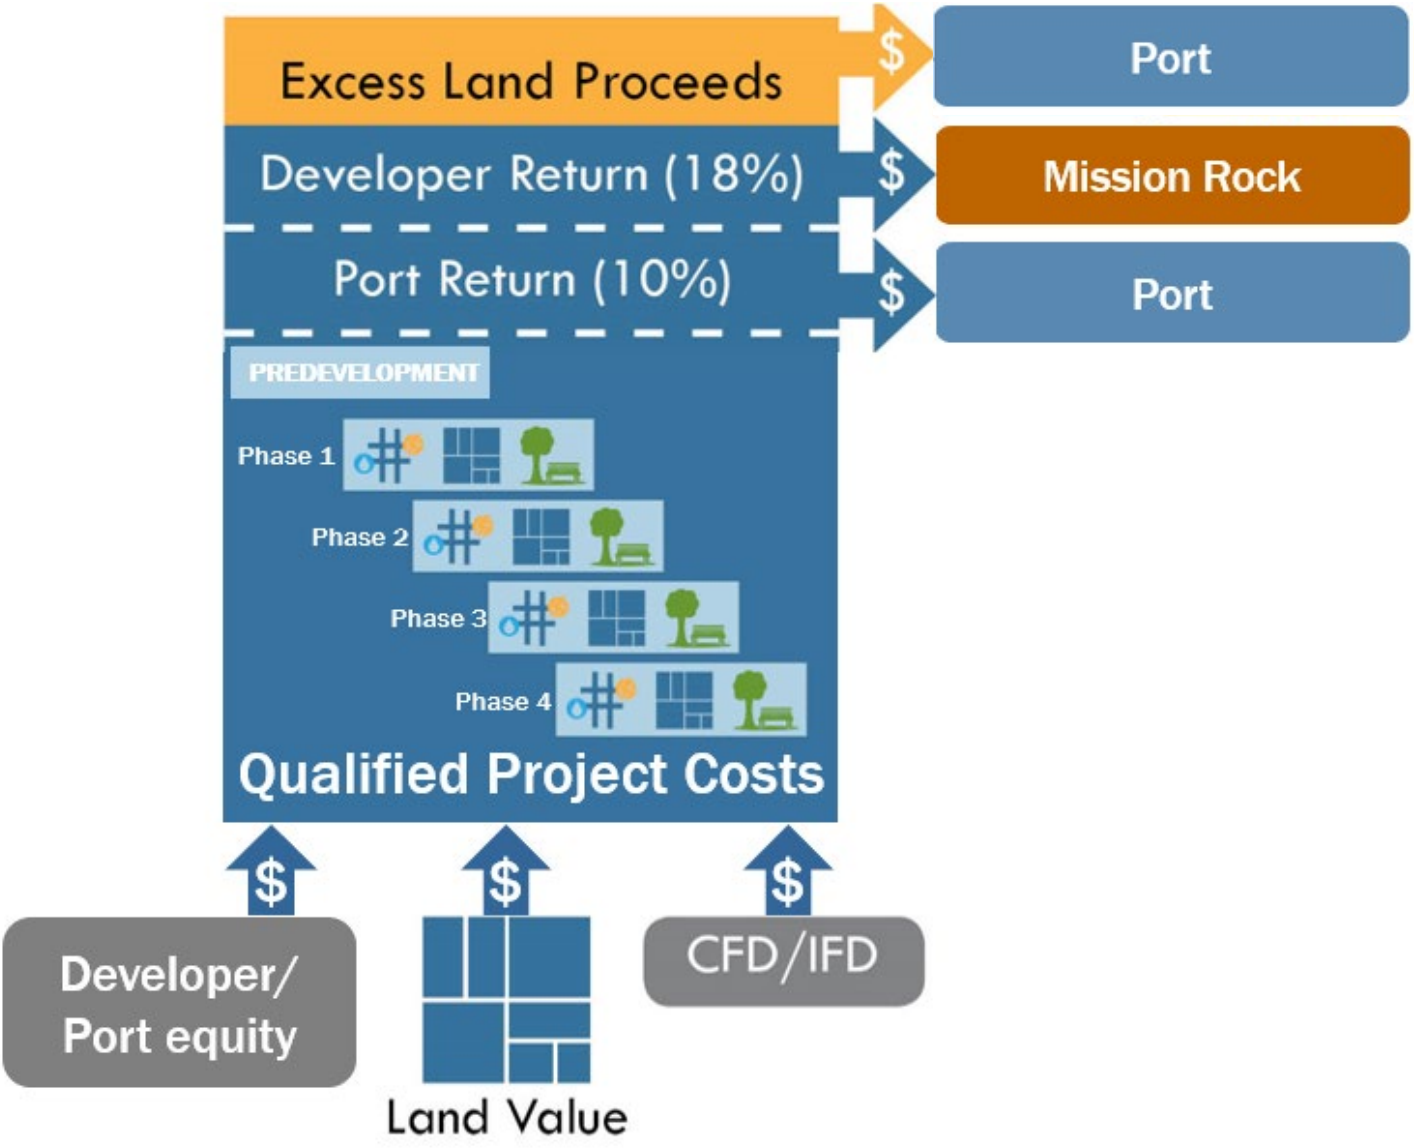 Excess Land Proceeds
$
Port
Developer Return (18%)
$
Mission Rock
Port Return (10%)
$
Port
PREDEVELOPMENT
Phase 1
Phase 2
Phase 3
Phase 4
Qualified Project Costs
$
$
$
Developer/
Port equity
Land Value
CFD/IFD